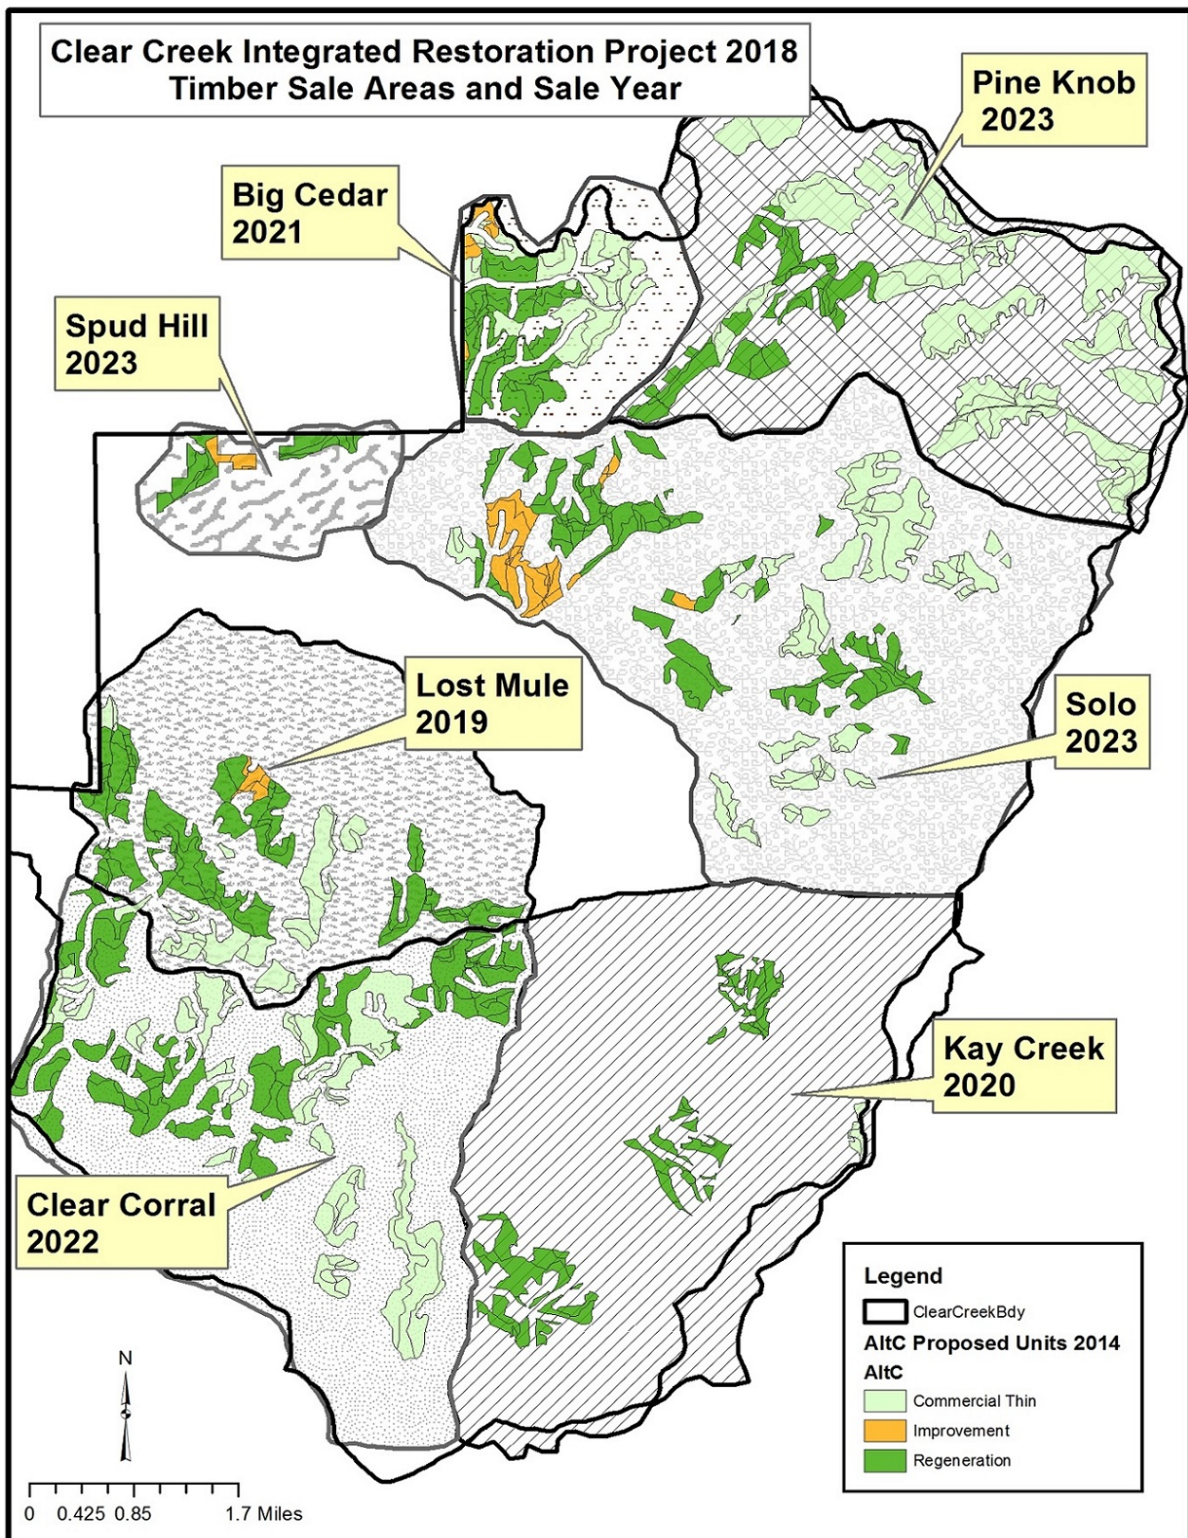 Clear Creek Integrated Restoration Project 2018
Timber Sale Areas and Sale Year
Pine Knob
2023
Big Cedar
2021
Spud Hill
2023
Lost Mule
2019
Solo
2023
Kay Creek
2020
Clear Corral
2022
Legend
ClearCreekBdy
AltC Proposed Units 2014
AltC
Commercial Thin
Improvement
Regeneration
N
0 0.425 0.85 1.7 Miles